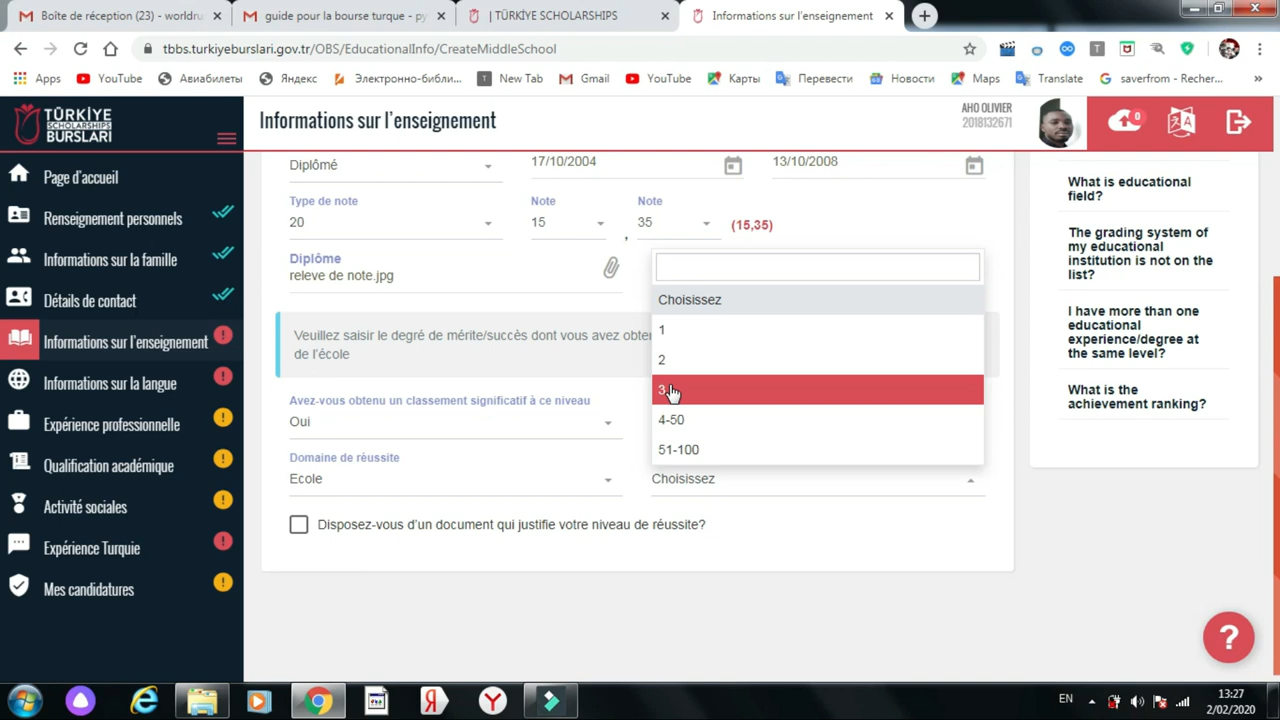 Boîte de réception (23) - worldru
guide pour la bourse turque - py
| TÜRKİYE SCHOLARSHIPS
Informations sur l'enseignement
tbbs.turkiyeburslari.gov.tr/OBS/EducationalInfo/CreateMiddleSchool
Apps
YouTube
Авиабилеты
Яндекс
Электронно-библи...
New Tab
Gmail
YouTube
Карты
Перевести
Новости
Maps
Translate
saverfrom - Recher...
»
TÜRKİYE
SCHOLARSHIPS
BURSLARI
Informations sur l'enseignement
AHO OLIVIER
2018132671
0
Page d'accueil
Renseignement personnels
Informations sur la famille
Détails de contact
Informations sur l'enseignement
Informations sur la langue
Expérience professionnelle
Qualification académique
Activité sociales
Expérience Turquie
Mes candidatures
Diplômé
17/10/2004
13/10/2008
Type de note
Note
Note
20
15
,
35
(15,35)
Diplôme
releve de note.jpg
Veuillez saisir le degré de mérite/succès dont vous avez obten
de l'école
Avez-vous obtenu un classement significatif à ce niveau
Oui
Domaine de réussite
Ecole
Choisissez
1
2
3
4-50
51-100
Choisissez
Disposez-vous d'un document qui justifie votre niveau de réussite?
What is educational
field?
The grading system of
my educational
institution is not on the
list?
I have more than one
educational
experience/degree at
the same level?
What is the
achievement ranking?
?
EN
13:27
2/02/2020